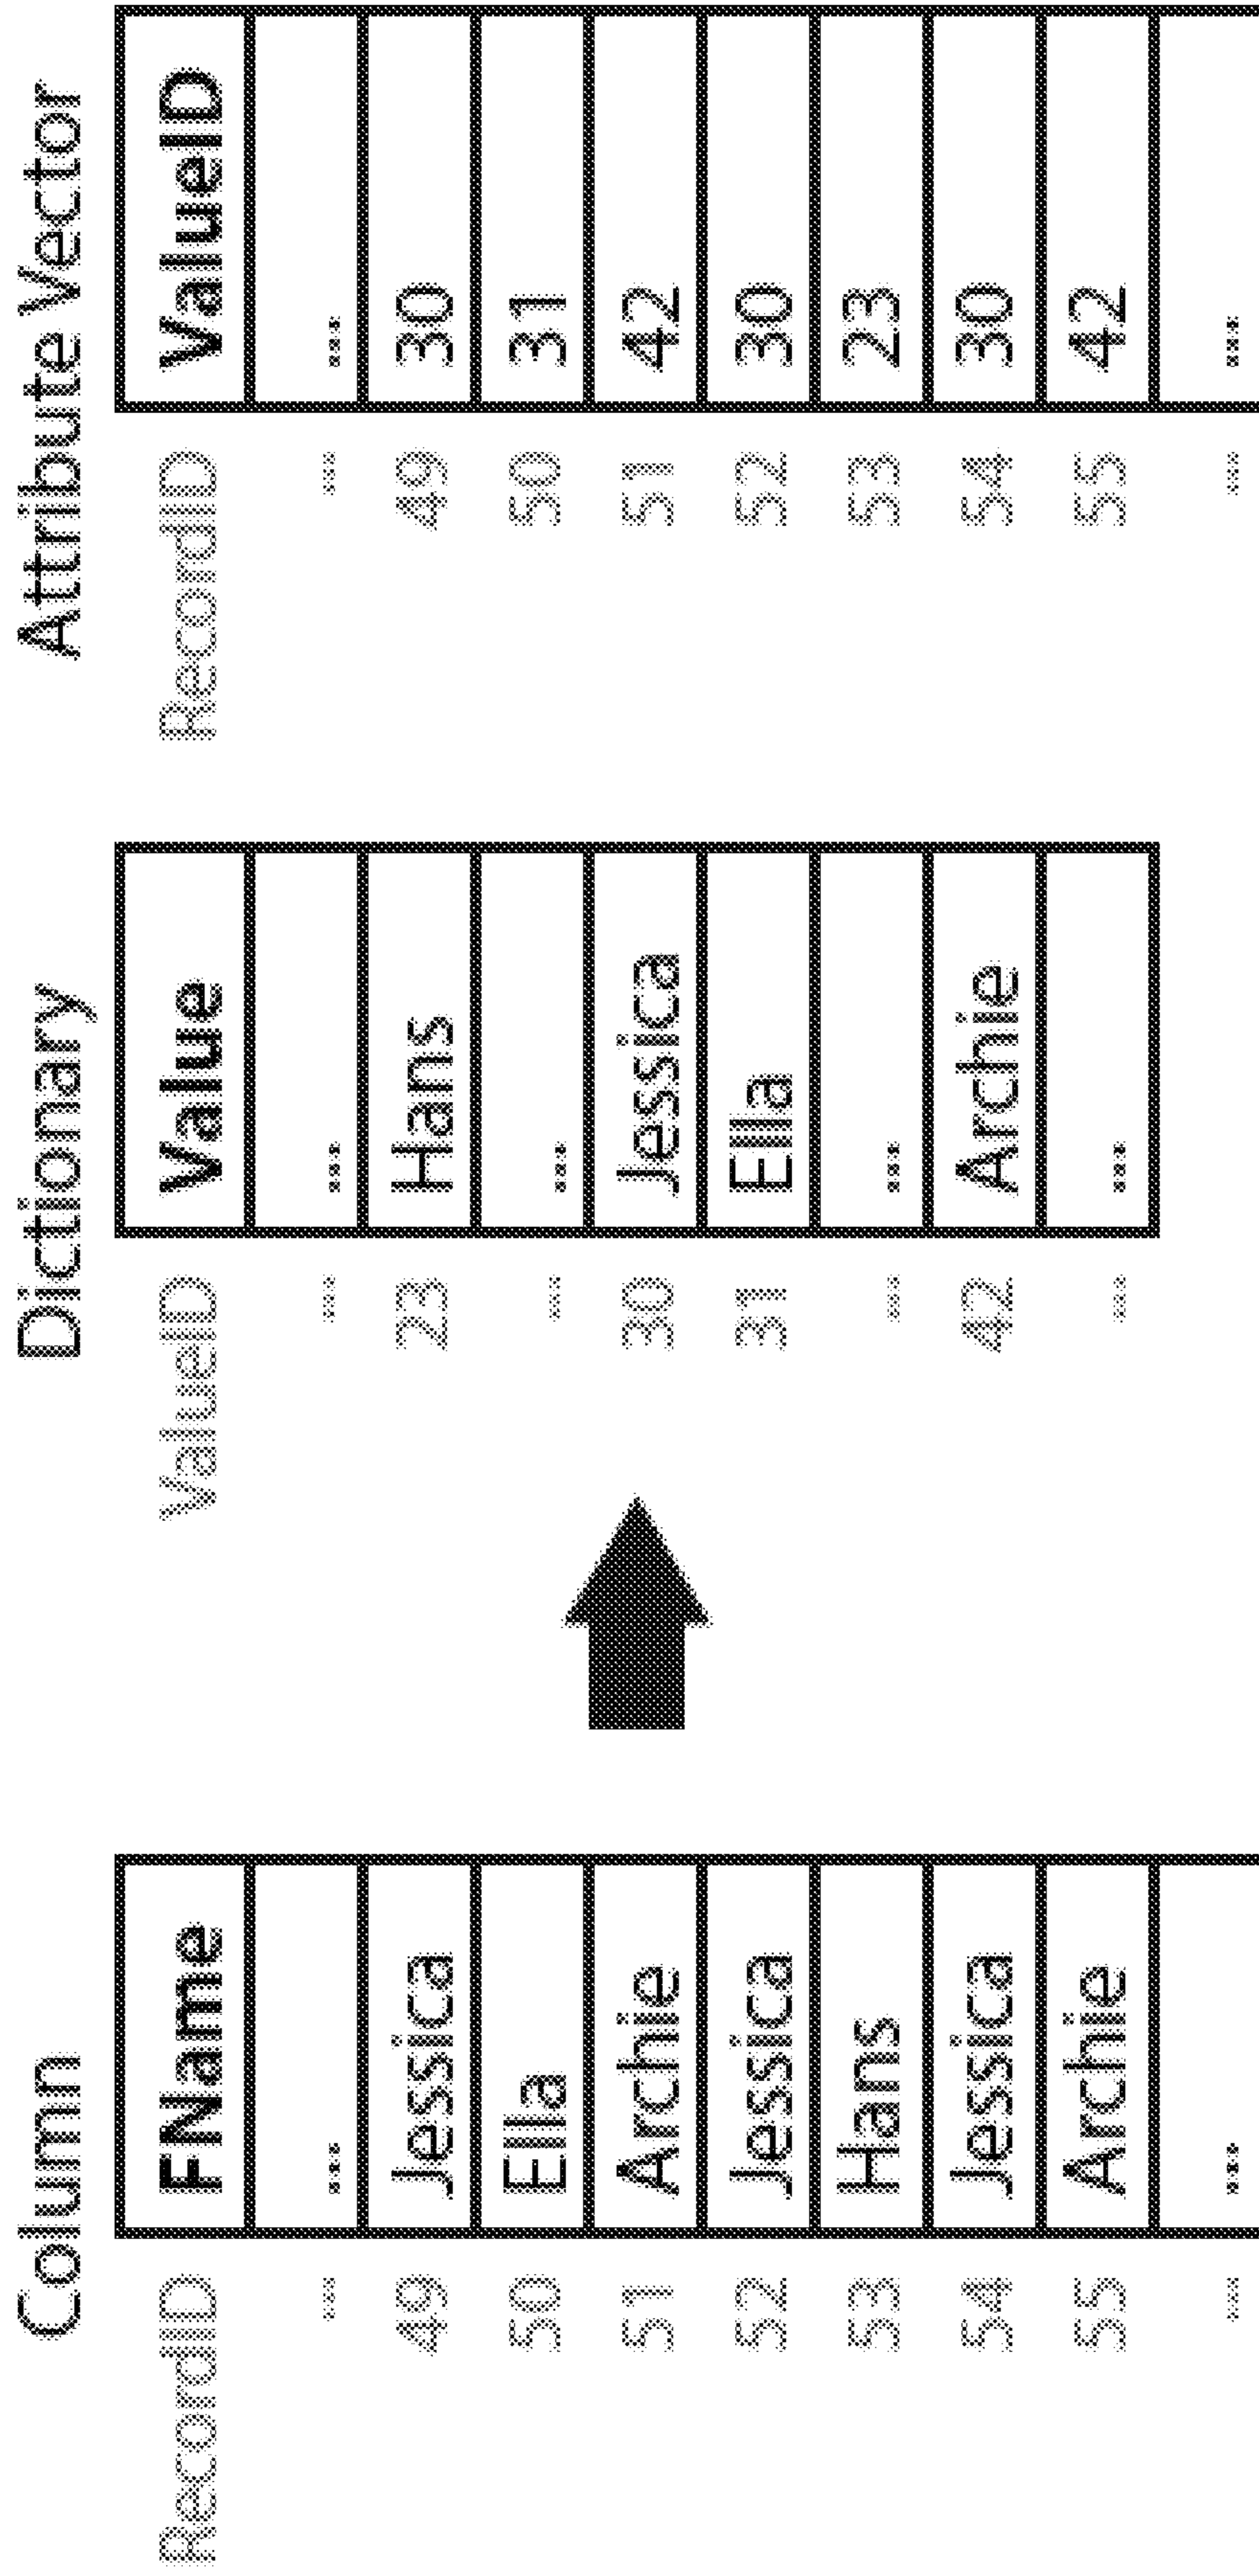 Column
RecordID FName
... ...
49 Jessica
50 Ella
51 Archie
52 Jessica
53 Hans
54 Jessica
55 Archie
... ...
Dictionary
ValueID Value
... ...
23 Hans
... ...
30 Jessica
31 Ella
... ...
42 Archie
... ...
Attribute Vector
RecordID ValueID
... ...
49 30
50 31
51 42
52 30
53 23
54 30
55 42
... ...